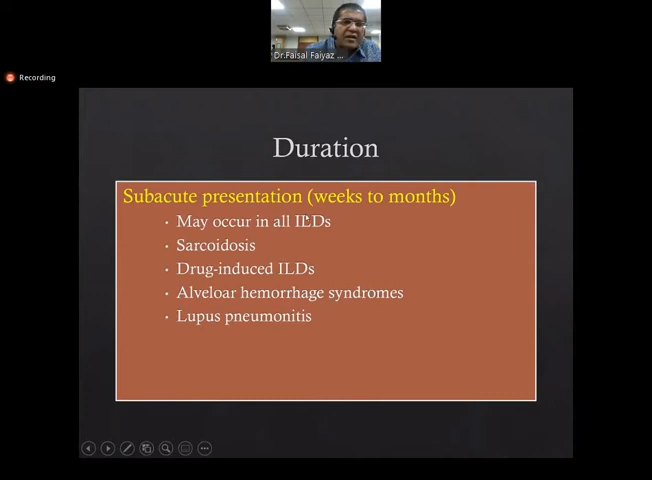 Dr.Faisal Faiyaz ...
Recording
Duration
Subacute presentation (weeks to months)
• May occur in all ILDs
• Sarcoidosis
• Drug-induced ILDs
• Alveloar hemorrhage syndromes
• Lupus pneumonitis